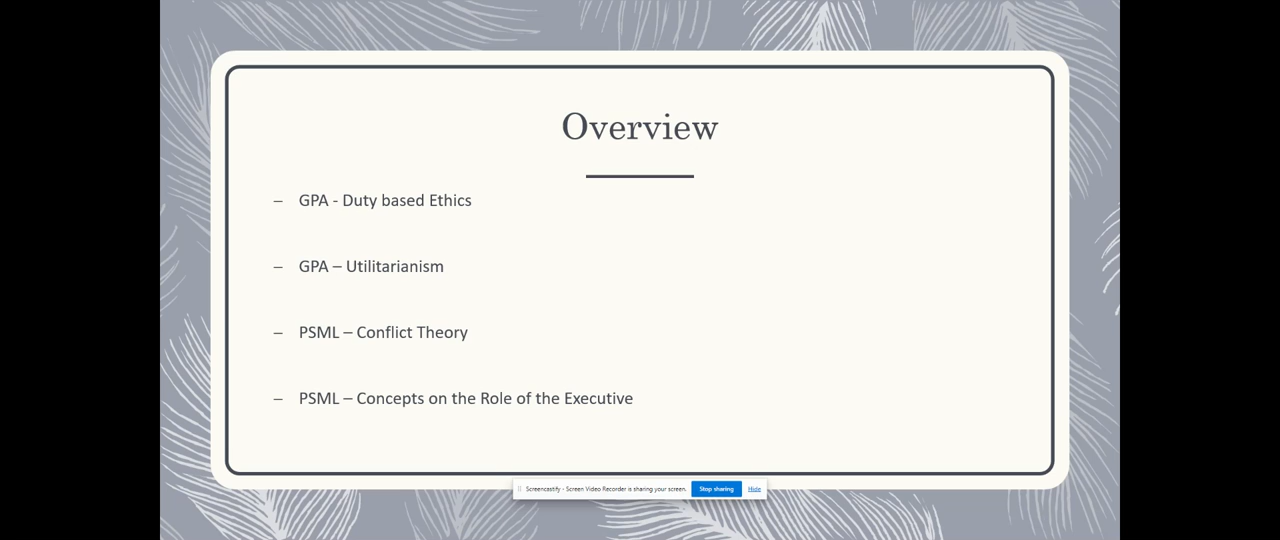 Overview
– GPA - Duty based Ethics
– GPA – Utilitarianism
– PSML – Conflict Theory
– PSML – Concepts on the Role of the Executive
Screencastify - Screen Video Recorder is sharing your screen. Stop sharing Hide